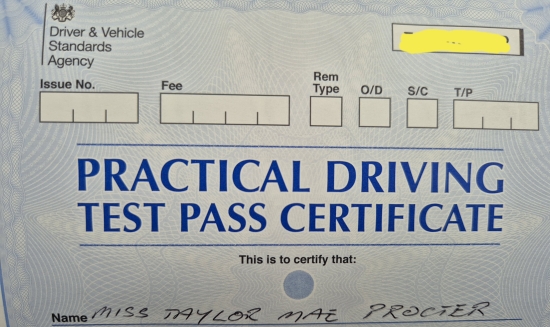 Driver & Vehicle
Standards
Agency
Issue No.
Fee
Rem
Type
O/D
S/C
T/P
PRACTICAL DRIVING
TEST PASS CERTIFICATE
This is to certify that:
Name MISS TAYLOR MAE PROCTER